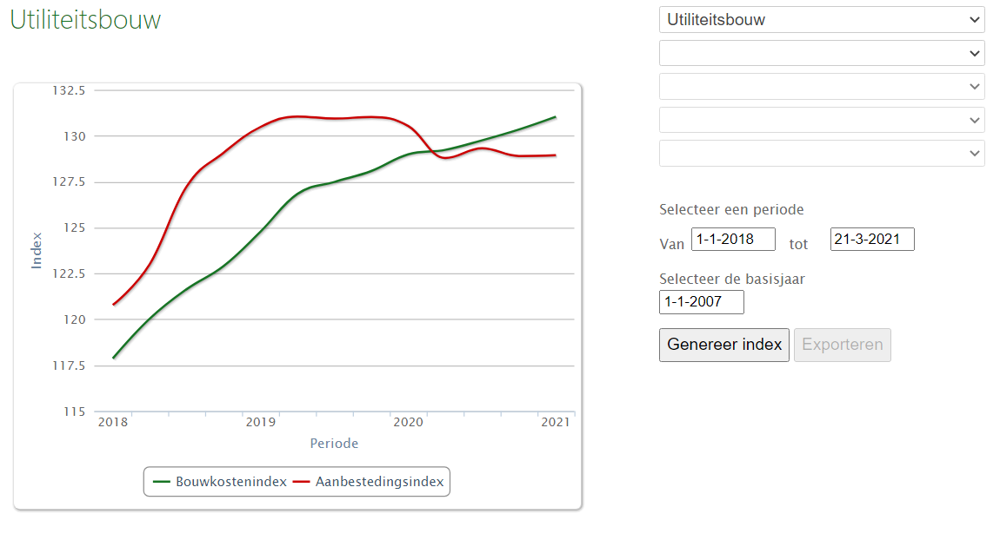 Utiliteitsbouw
132.5
130
127.5
125
122.5
120
117.5
115
Index
2018 2019 2020 2021
Periode
Bouwkostenindex Aanbestedingsindex
Utiliteitsbouw
Selecteer een periode
Van 1-1-2018 tot 21-3-2021
Selecteer de basisjaar
1-1-2007
Genereer index Exporteren